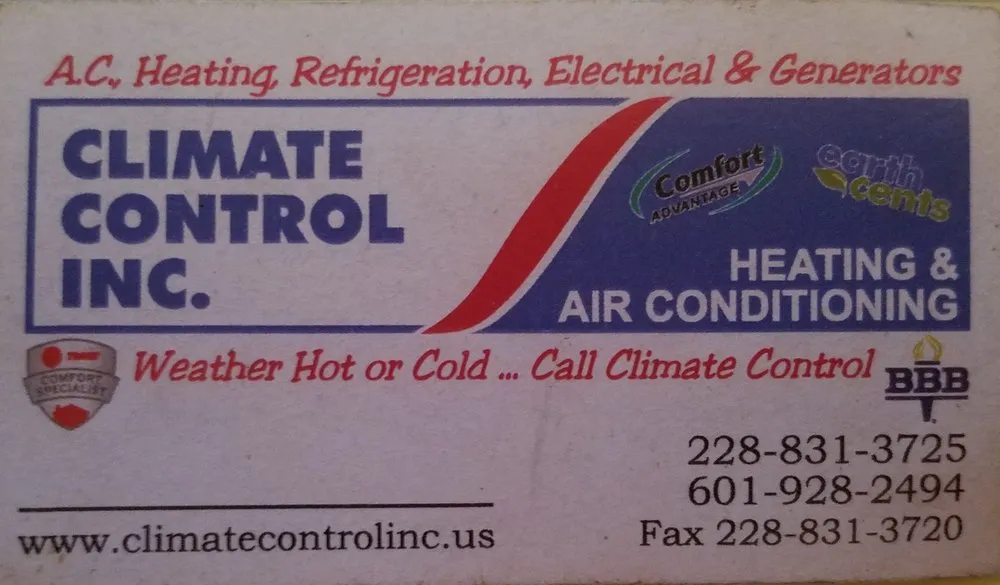 A.C., Heating, Refrigeration, Electrical & Generators
CLIMATE
CONTROL
INC.
Comfort
ADVANTAGE
earth
cents
HEATING &
AIR CONDITIONING
TRANE
COMFORT
SPECIALIST
Weather Hot or Cold ... Call Climate Control
BBB
228-831-3725
601-928-2494
Fax 228-831-3720
www.climatecontrolinc.us